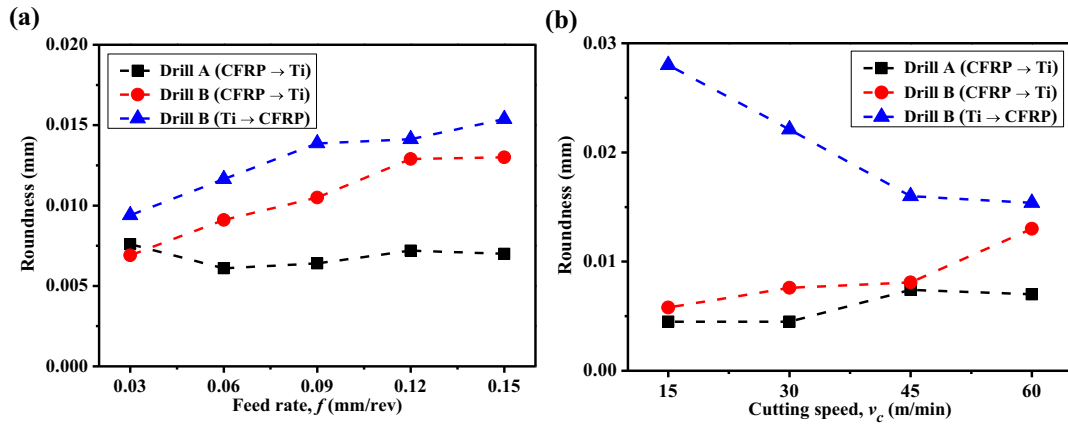 (a)
0.020
0.015
0.010
0.005
0.000
Roundness (mm)
Drill A (CFRP → Ti)
Drill B (CFRP → Ti)
Drill B (Ti → CFRP)
0.03 0.06 0.09 0.12 0.15
Feed rate, f (mm/rev)
(b)
0.03
0.02
0.01
0.00
Roundness (mm)
Drill A (CFRP → Ti)
Drill B (CFRP → Ti)
Drill B (Ti → CFRP)
15 30 45 60
Cutting speed, v_c (m/min)